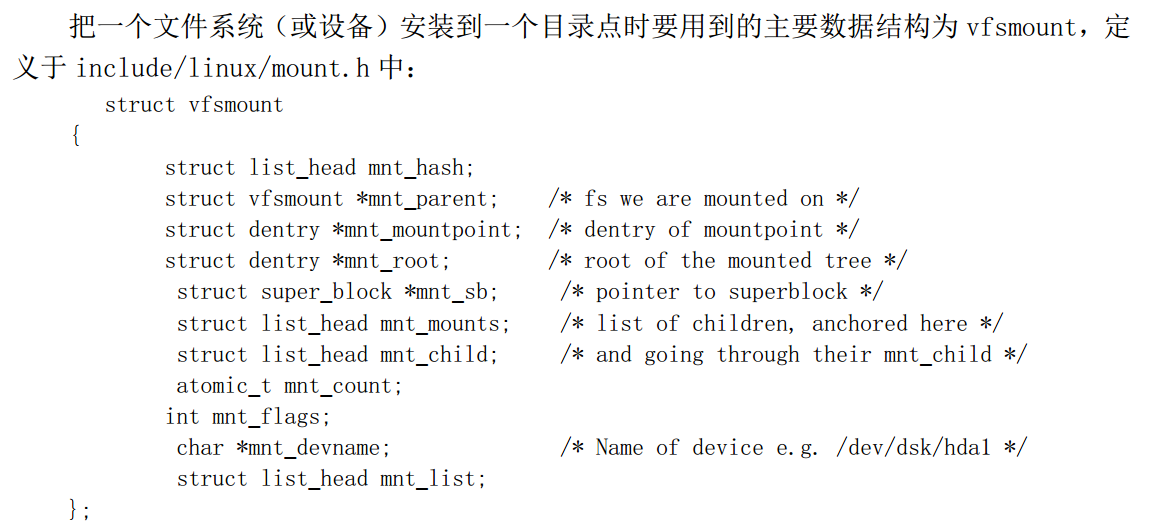 把一个文件系统（或设备）安装到一个目录点时要用到的主要数据结构为 vfsmount，定
义于 include/linux/mount.h 中：
struct vfsmount
{
struct list_head mnt_hash;
struct vfsmount *mnt_parent; /* fs we are mounted on */
struct dentry *mnt_mountpoint; /* dentry of mountpoint */
struct dentry *mnt_root; /* root of the mounted tree */
struct super_block *mnt_sb; /* pointer to superblock */
struct list_head mnt_mounts; /* list of children, anchored here */
struct list_head mnt_child; /* and going through their mnt_child */
atomic_t mnt_count;
int mnt_flags;
char *mnt_devname; /* Name of device e.g. /dev/dsk/hda1 */
struct list_head mnt_list;
};